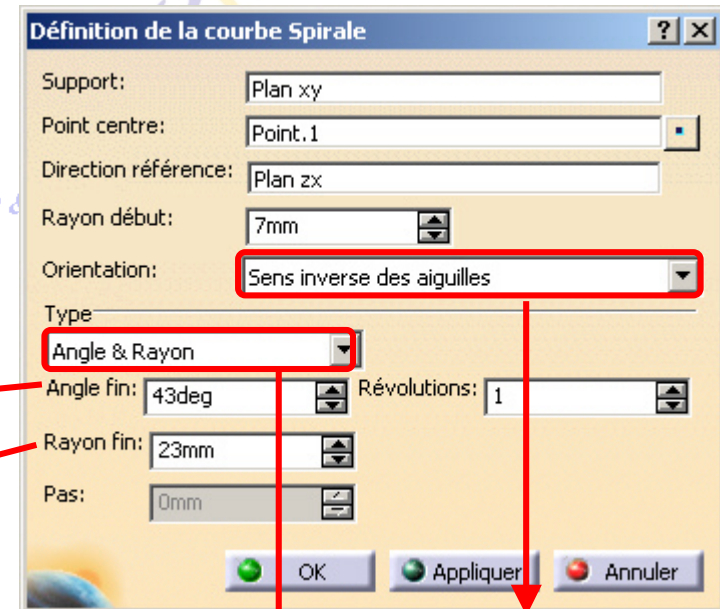 Définition de la courbe Spirale
Support: Plan xy
Point centre: Point.1
Direction référence: Plan zx
Rayon début: 7mm
Orientation: Sens inverse des aiguilles
Type
Angle & Rayon
Angle fin: 43deg Révolutions: 1
Rayon fin: 23mm
Pas: 0mm
OK Appliquer Annuler